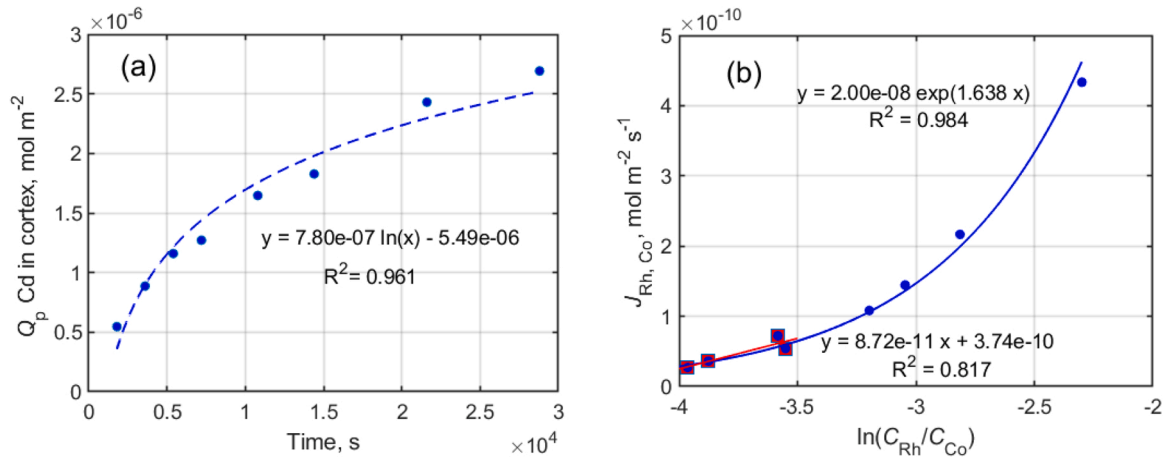 ×10⁻⁶
(a)
3
2.5
2
1.5
1
0.5
0
Q_p Cd in cortex, mol m⁻²
y = 7.80e-07 ln(x) - 5.49e-06
R² = 0.961
0 0.5 1 1.5 2 2.5 3
Time, s
×10⁴
×10⁻¹⁰
(b)
5
4
3
2
1
0
J_Rh, Co, mol m⁻² s⁻¹
y = 2.00e-08 exp(1.638 x)
R² = 0.984
y = 8.72e-11 x + 3.74e-10
R² = 0.817
-4 -3.5 -3 -2.5 -2
ln(C_Rh/C_Co)